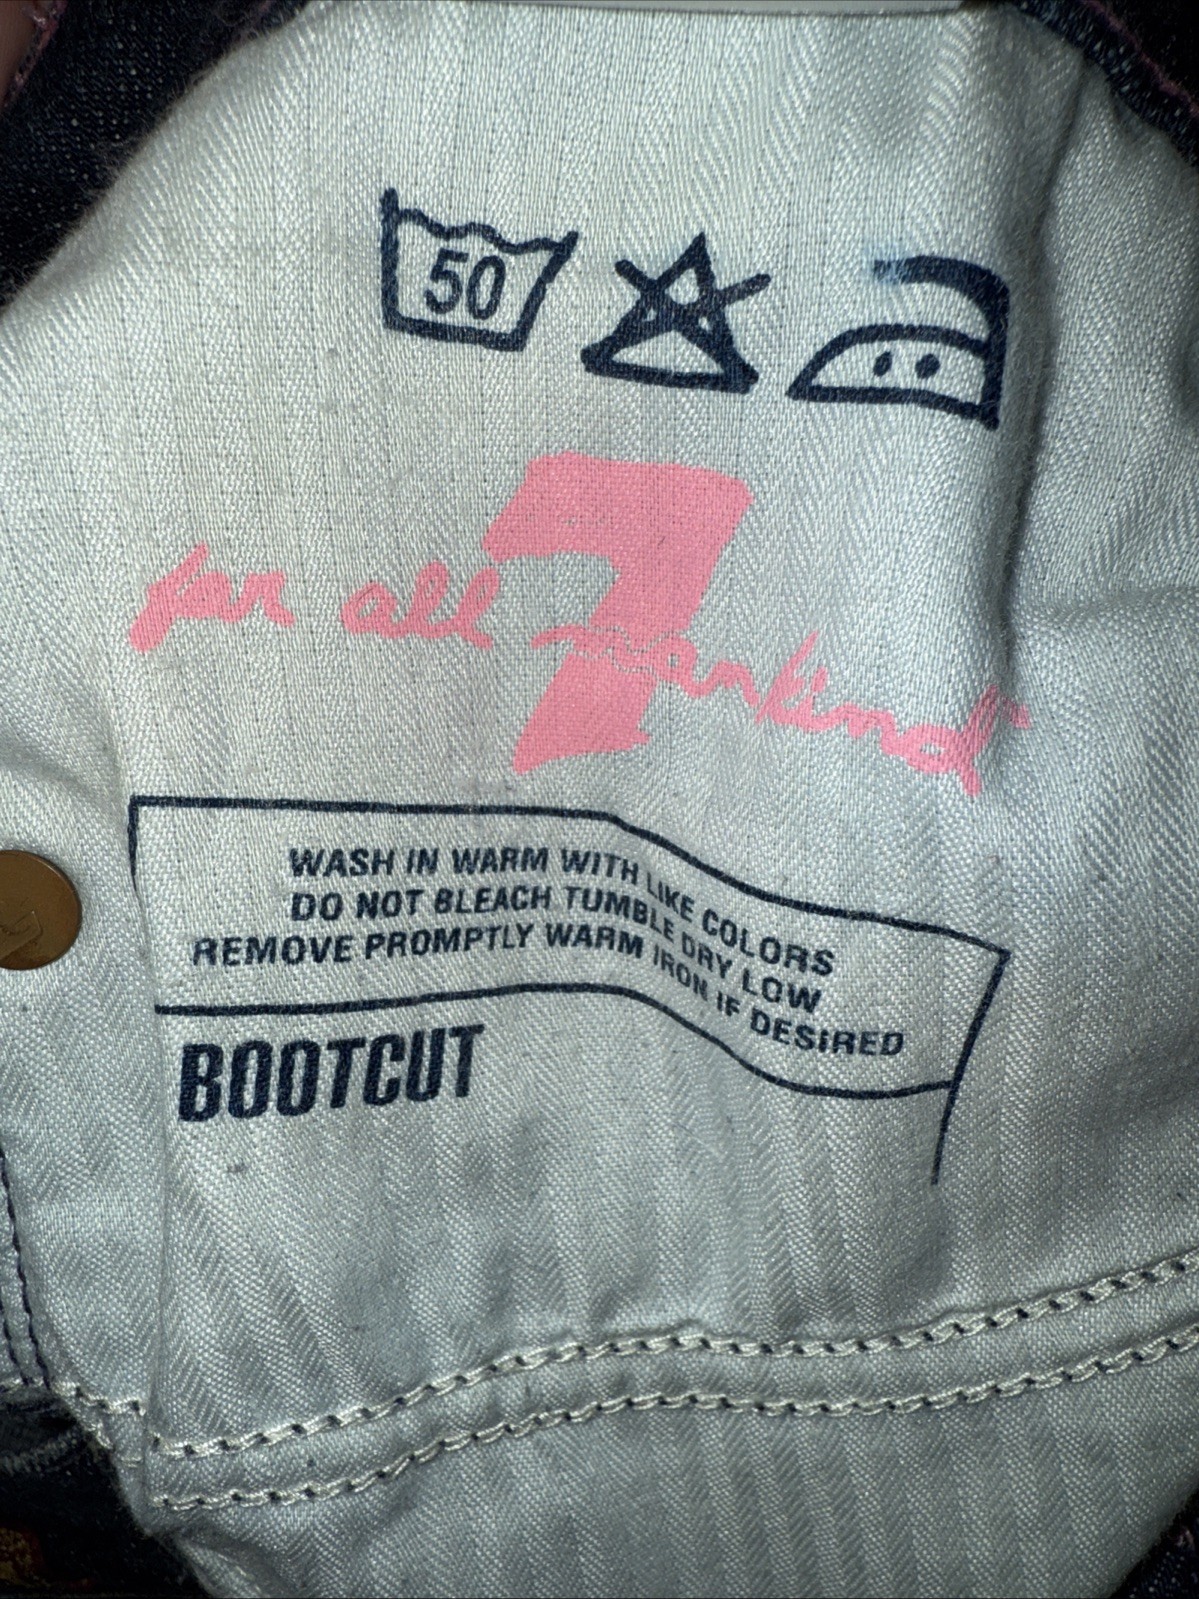 50
7
for all mankind
WASH IN WARM WITH LIKE COLORS
DO NOT BLEACH TUMBLE DRY LOW
REMOVE PROMPTLY WARM IRON IF DESIRED
BOOTCUT